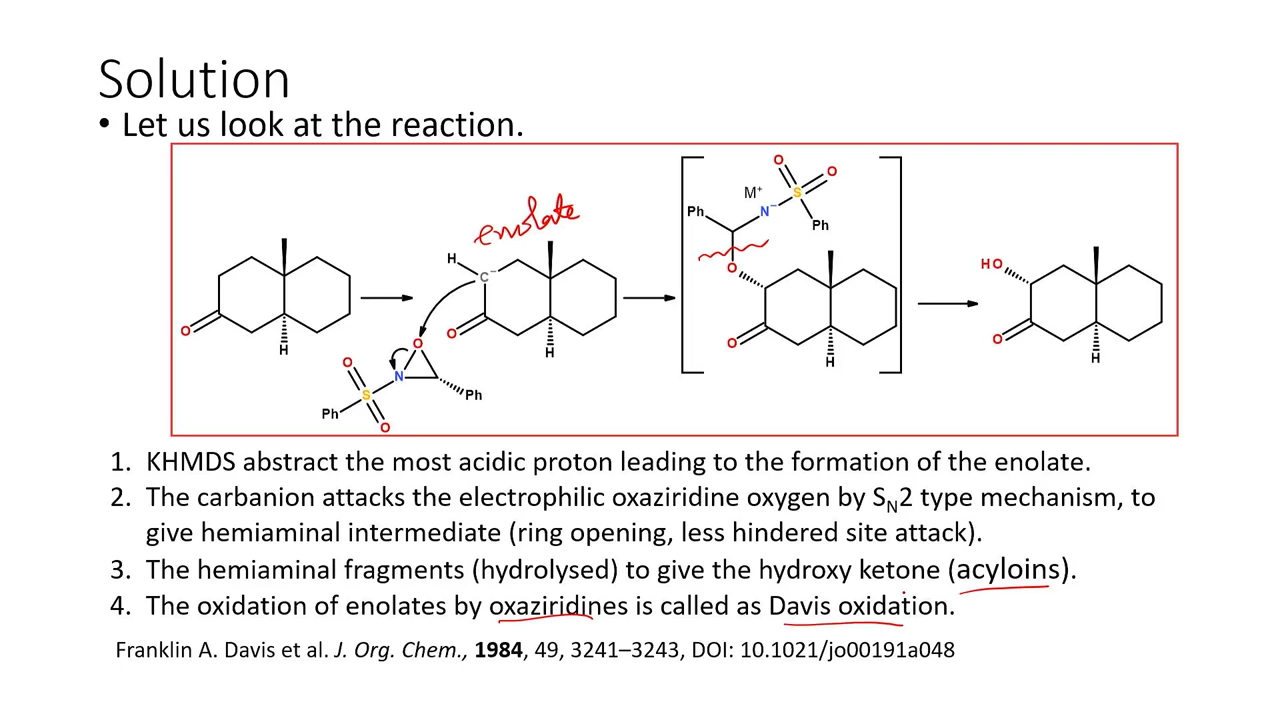 Solution
• Let us look at the reaction.
enolate
O
H
H
C⁻
O
H
O
N
O
S
Ph
O
Ph
O
O
M⁺
S
Ph
N⁻
Ph
O
O
H
HO
O
H
1. KHMDS abstract the most acidic proton leading to the formation of the enolate.
2. The carbanion attacks the electrophilic oxaziridine oxygen by SN2 type mechanism, to
give hemiaminal intermediate (ring opening, less hindered site attack).
3. The hemiaminal fragments (hydrolysed) to give the hydroxy ketone (acyloins).
4. The oxidation of enolates by oxaziridines is called as Davis oxidation.
Franklin A. Davis et al. J. Org. Chem., 1984, 49, 3241–3243, DOI: 10.1021/jo00191a048